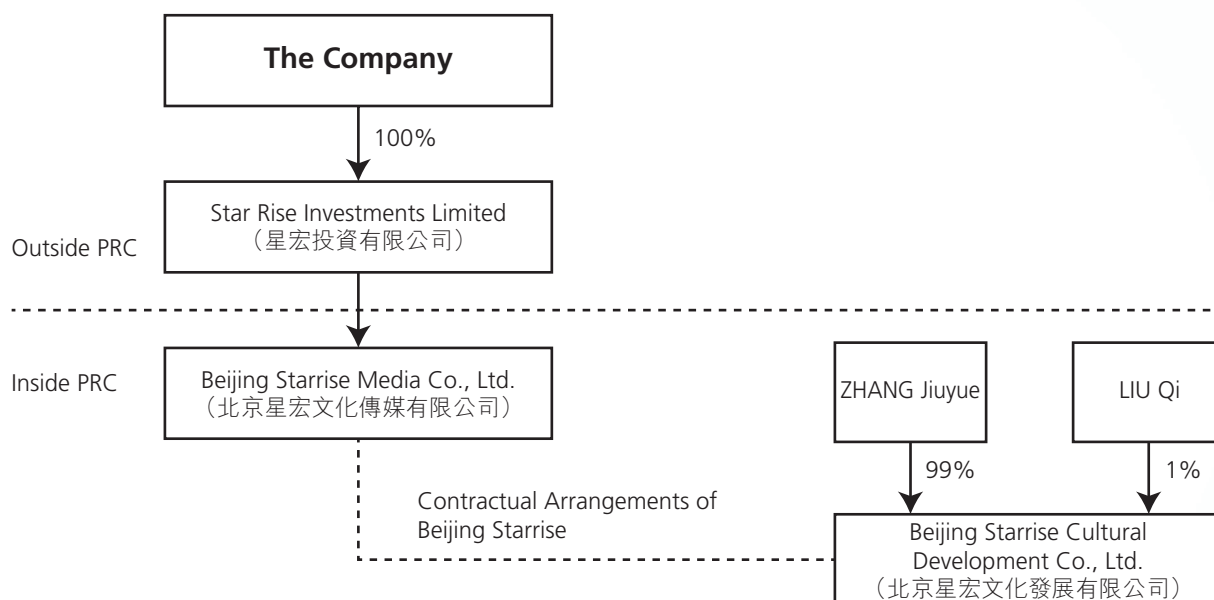 The Company
100%
Star Rise Investments Limited
（星宏投資有限公司）
Outside PRC
Inside PRC
Beijing Starrise Media Co., Ltd.
（北京星宏文化傳媒有限公司）
ZHANG Jiuyue
LIU Qi
99%
1%
Contractual Arrangements of
Beijing Starrise
Beijing Starrise Cultural
Development Co., Ltd.
（北京星宏文化發展有限公司）